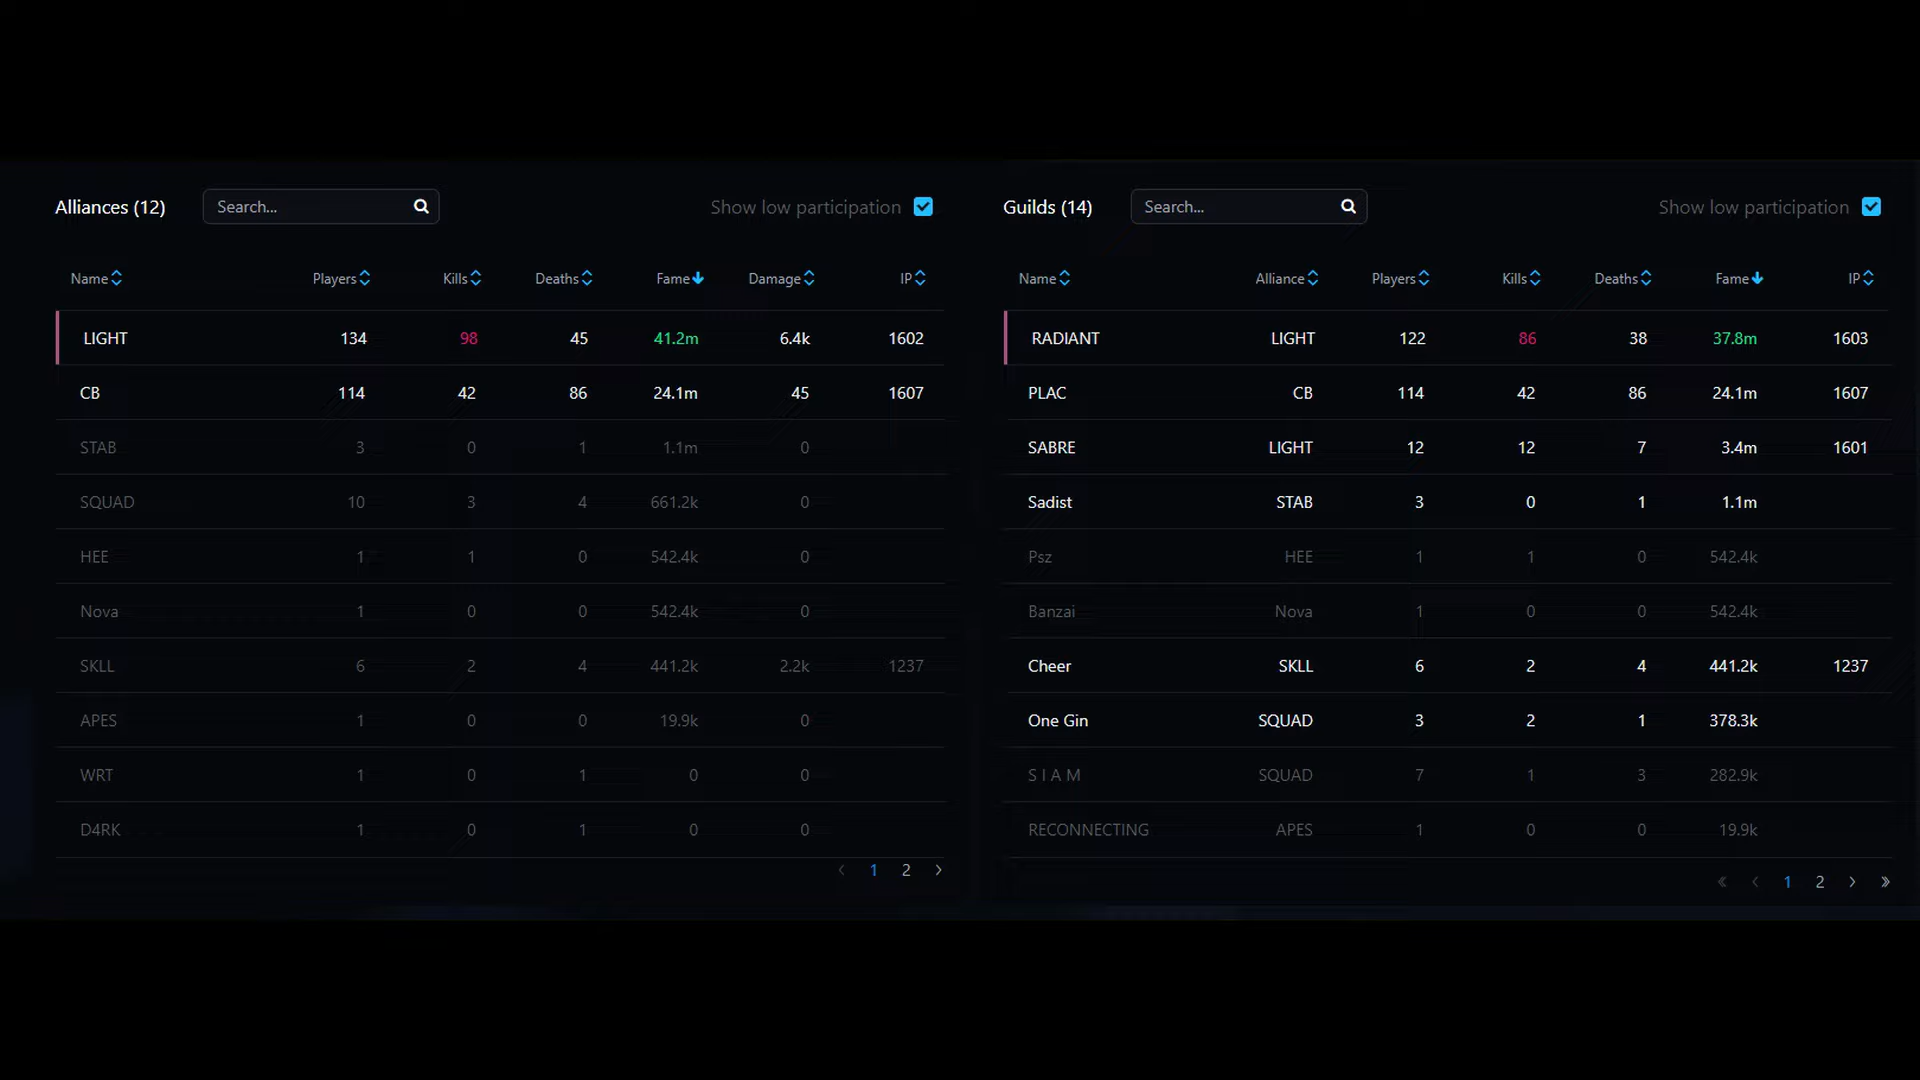 Alliances (12) Search... Show low participation
Name Players Kills Deaths Fame Damage IP
LIGHT 134 98 45 41.2m 6.4k 1602
CB 114 42 86 24.1m 45 1607
STAB 3 0 1 1.1m 0
SQUAD 10 3 4 661.2k 0
HEE 1 1 0 542.4k 0
Nova 1 0 0 542.4k 0
SKLL 6 2 4 441.2k 2.2k 1237
APES 1 0 0 19.9k 0
WRT 1 0 1 0 0
D4RK 1 0 1 0 0
‹ 1 2 ›
Guilds (14) Search... Show low participation
Name Alliance Players Kills Deaths Fame IP
RADIANT LIGHT 122 86 38 37.8m 1603
PLAC CB 114 42 86 24.1m 1607
SABRE LIGHT 12 12 7 3.4m 1601
Sadist STAB 3 0 1 1.1m
Psz HEE 1 1 0 542.4k
Banzai Nova 1 0 0 542.4k
Cheer SKLL 6 2 4 441.2k 1237
One Gin SQUAD 3 2 1 378.3k
S I A M SQUAD 7 1 3 282.9k
RECONNECTING APES 1 0 0 19.9k
« ‹ 1 2 › »